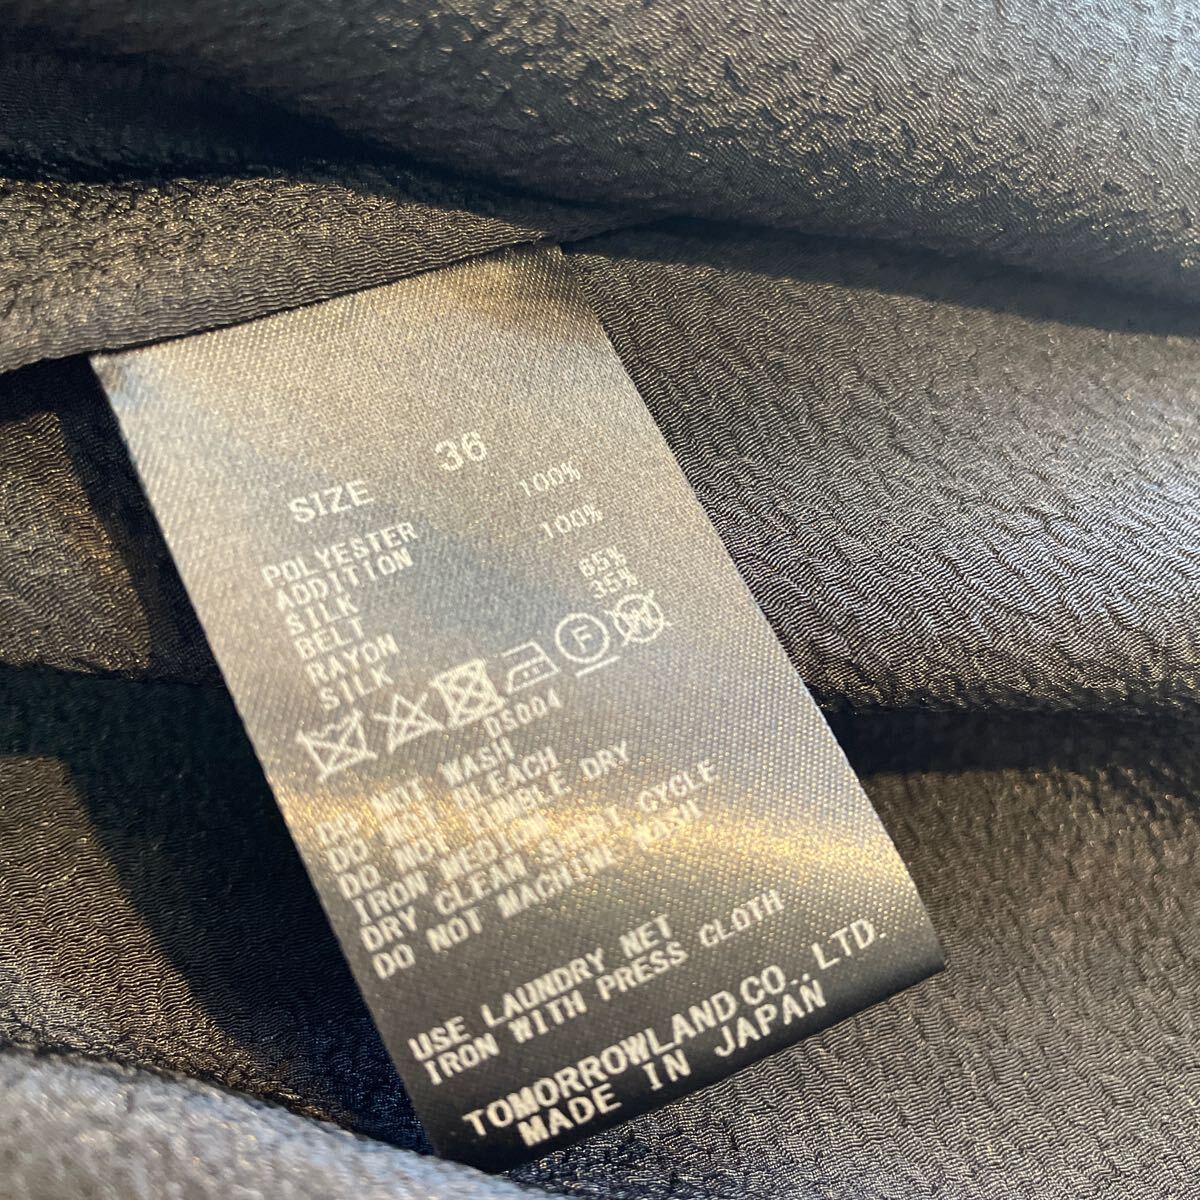 SIZE 36
POLYESTER 100%
ADDITION
SILK 100%
BELT
RAYON 65%
SILK 35%
F
DS004
DO NOT WASH
DO NOT BLEACH
DO NOT TUMBLE DRY
IRON MEDIUM
DRY CLEAN SHORT CYCLE
DO NOT MACHINE WASH
USE LAUNDRY NET
IRON WITH PRESS CLOTH
TOMORROWLAND CO.,LTD.
MADE IN JAPAN